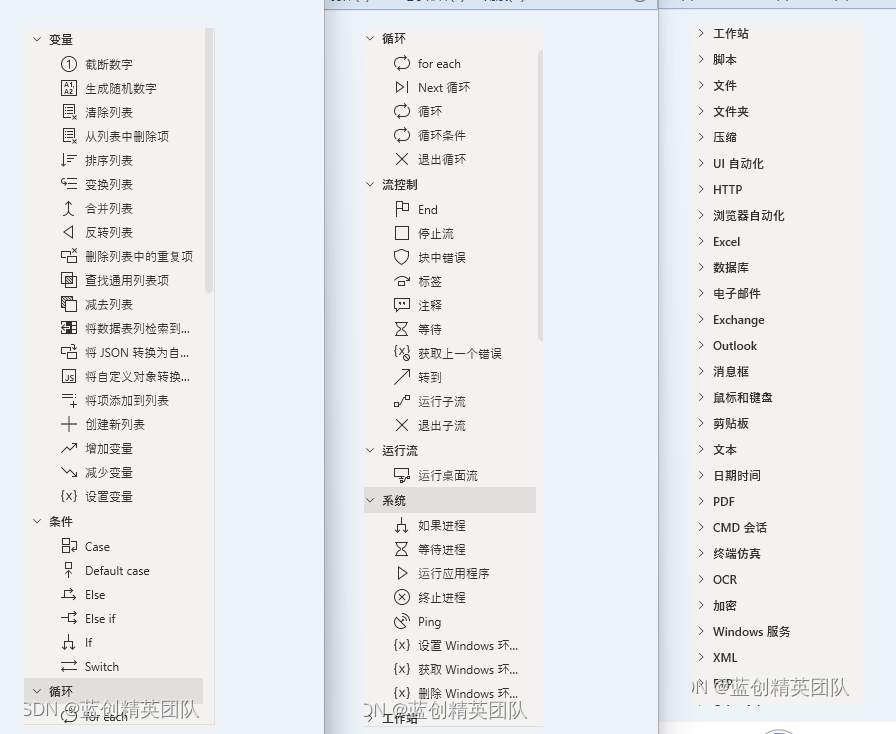 变量
截断数字
生成随机数字
清除列表
从列表中删除项
排序列表
变换列表
合并列表
反转列表
删除列表中的重复项
查找通用列表项
减去列表
将数据表列检索到...
将 JSON 转换为自...
将自定义对象转换...
将项添加到列表
创建新列表
增加变量
减少变量
设置变量
条件
Case
Default case
Else
Else if
If
Switch
循环
for each
SDN @蓝创精英团队
循环
for each
Next 循环
循环
循环条件
退出循环
流控制
End
停止流
块中错误
标签
注释
等待
获取上一个错误
转到
运行子流
退出子流
运行流
运行桌面流
系统
如果进程
等待进程
运行应用程序
终止进程
Ping
设置 Windows 环...
获取 Windows 环...
删除 Windows 环...
工作站
DN @蓝创精英团队
工作站
脚本
文件
文件夹
压缩
UI 自动化
HTTP
浏览器自动化
Excel
数据库
电子邮件
Exchange
Outlook
消息框
鼠标和键盘
剪贴板
文本
日期时间
PDF
CMD 会话
终端仿真
OCR
加密
Windows 服务
XML
FTP
DN @蓝创精英团队